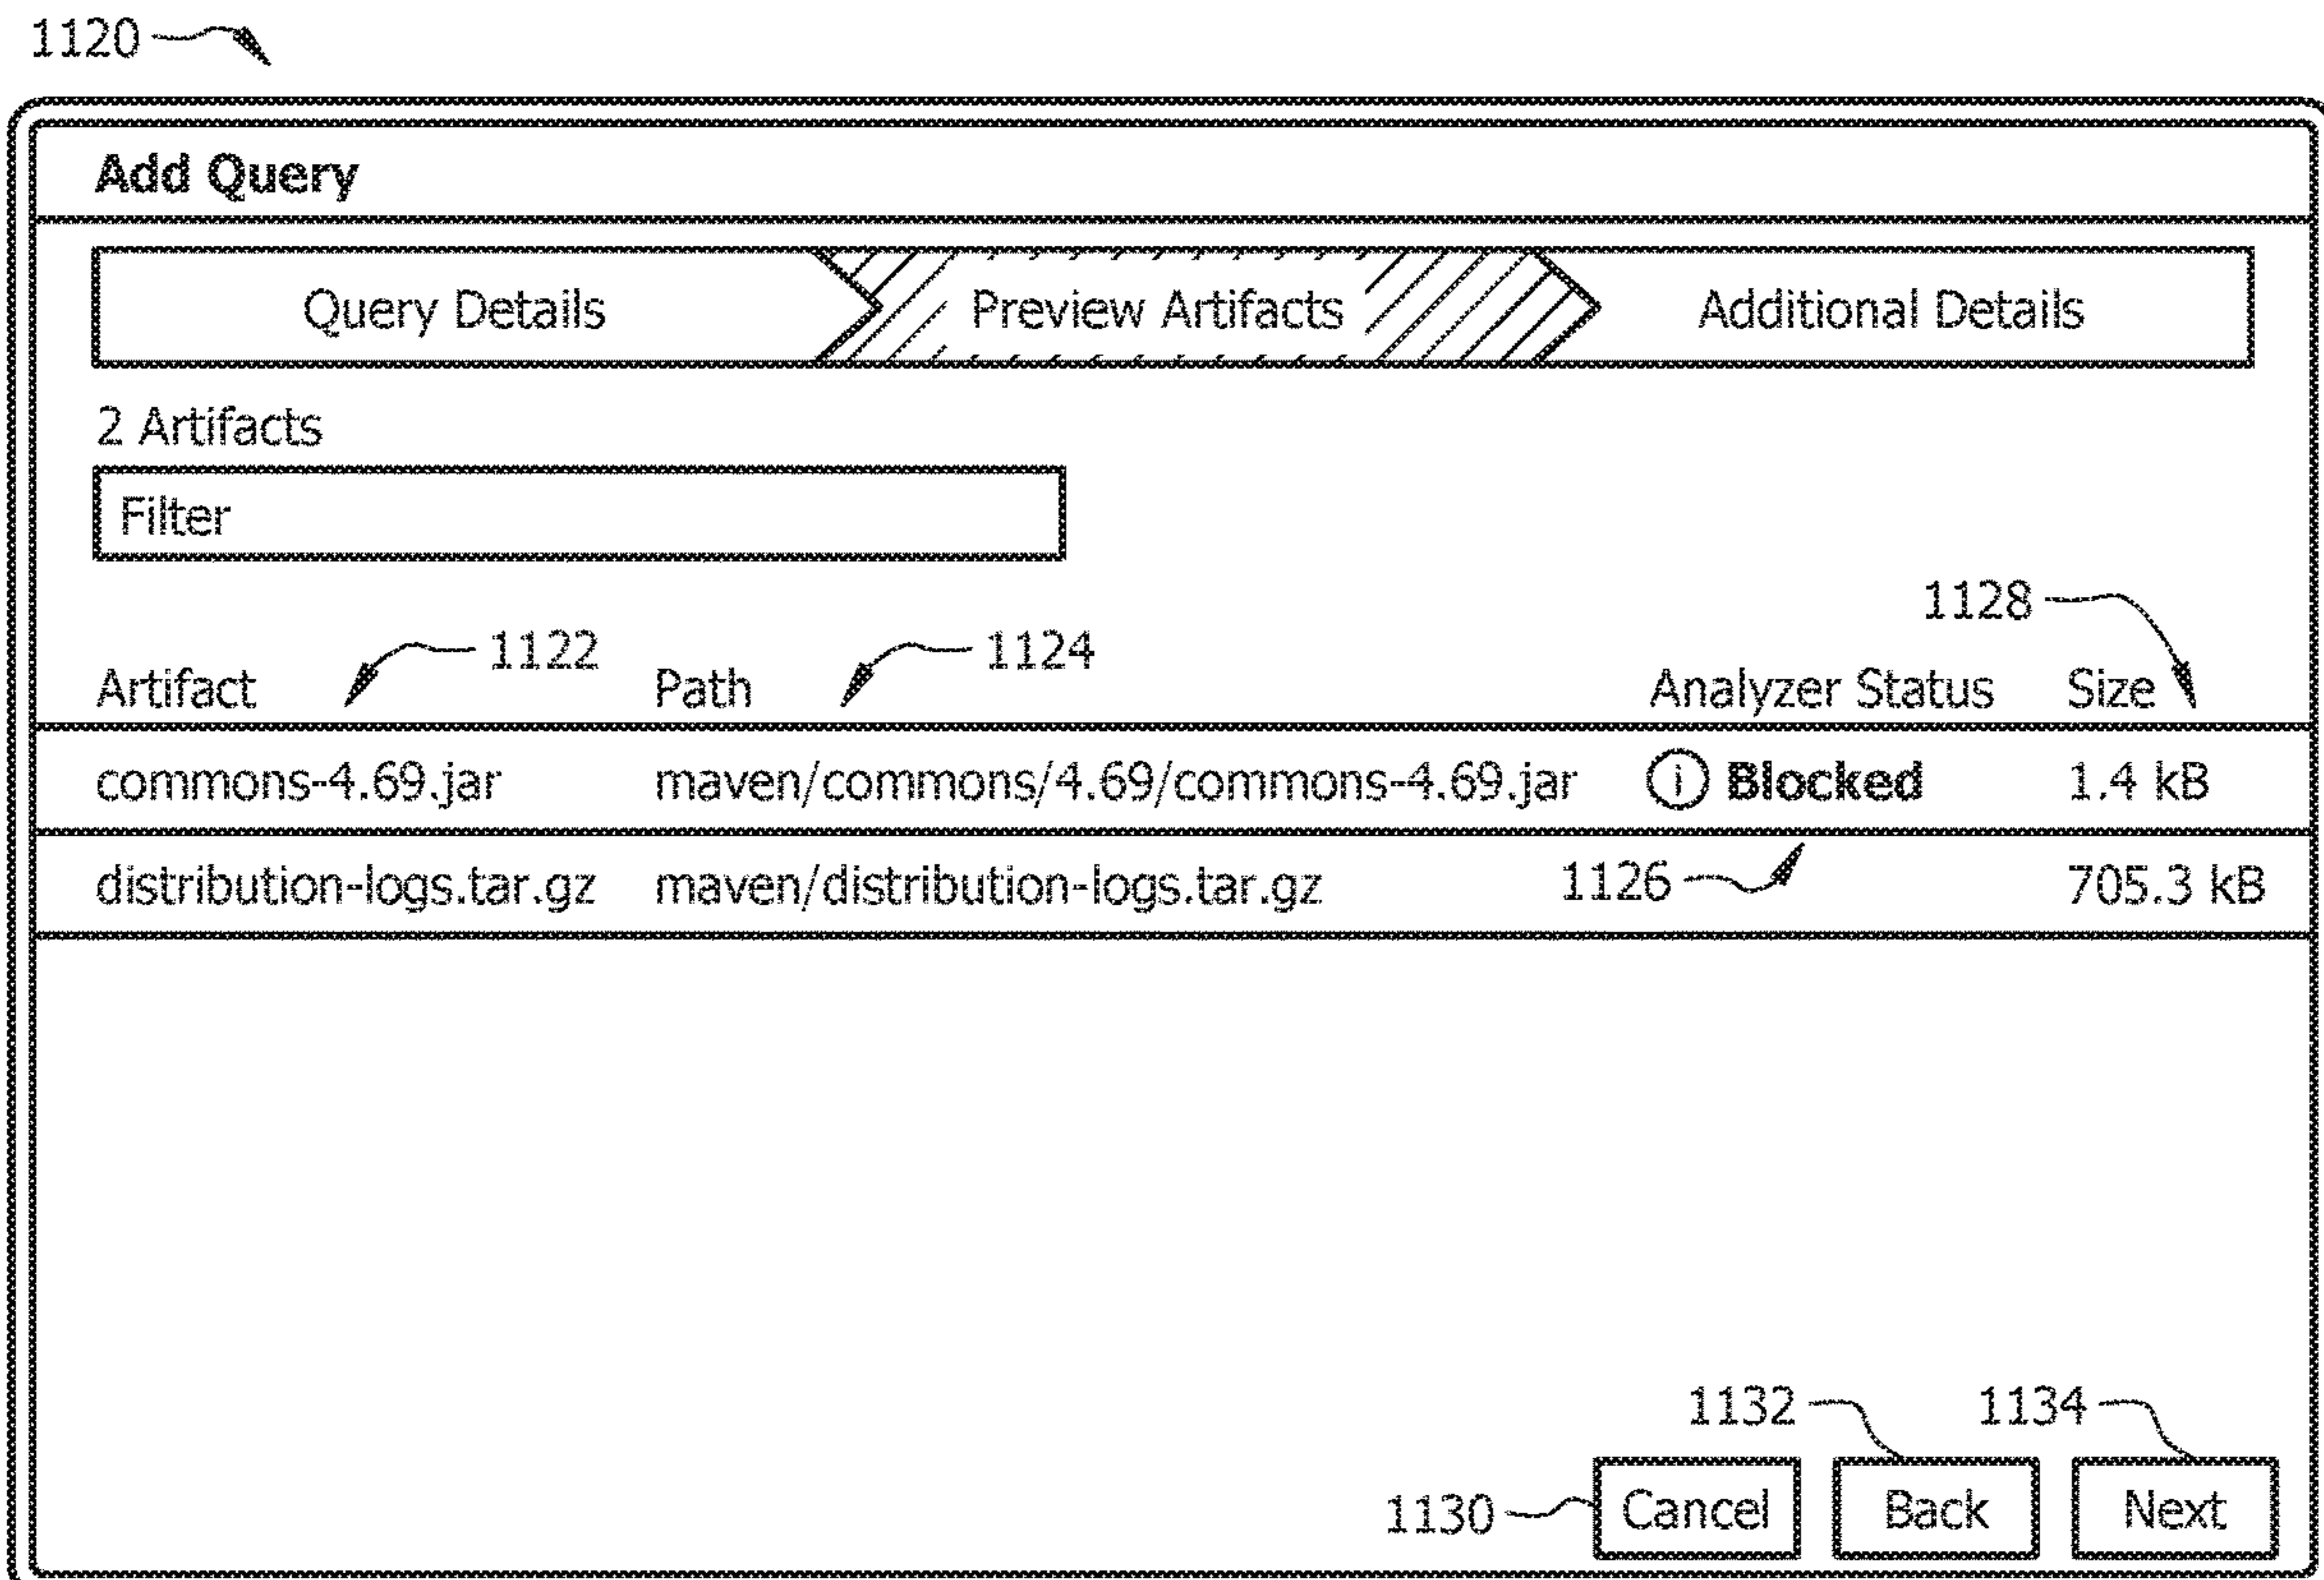 1120
Add Query
Query Details Preview Artifacts Additional Details
2 Artifacts
Filter
1128
1122 1124
Artifact Path Analyzer Status Size
commons-4.69.jar maven/commons/4.69/commons-4.69.jar i Blocked 1.4 kB
distribution-logs.tar.gz maven/distribution-logs.tar.gz 1126 705.3 kB
1132 1134
1130 Cancel Back Next